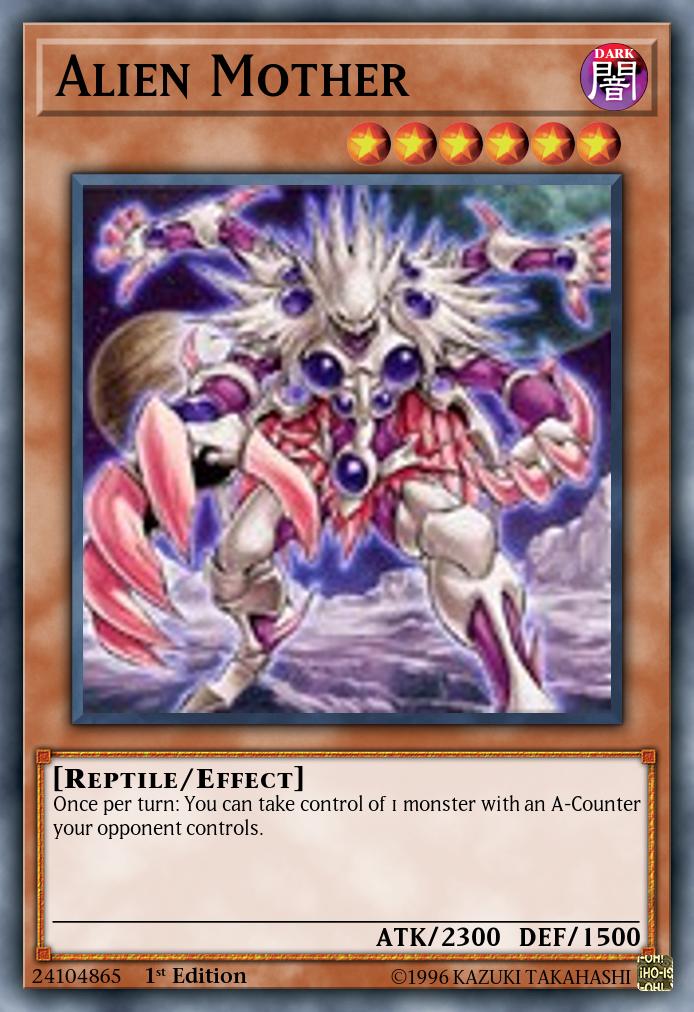 Alien Mother
DARK
闇
[Reptile/Effect]
Once per turn: You can take control of 1 monster with an A-Counter
your opponent controls.
ATK/2300 DEF/1500
24104865 1st Edition ©1996 KAZUKI TAKAHASHI